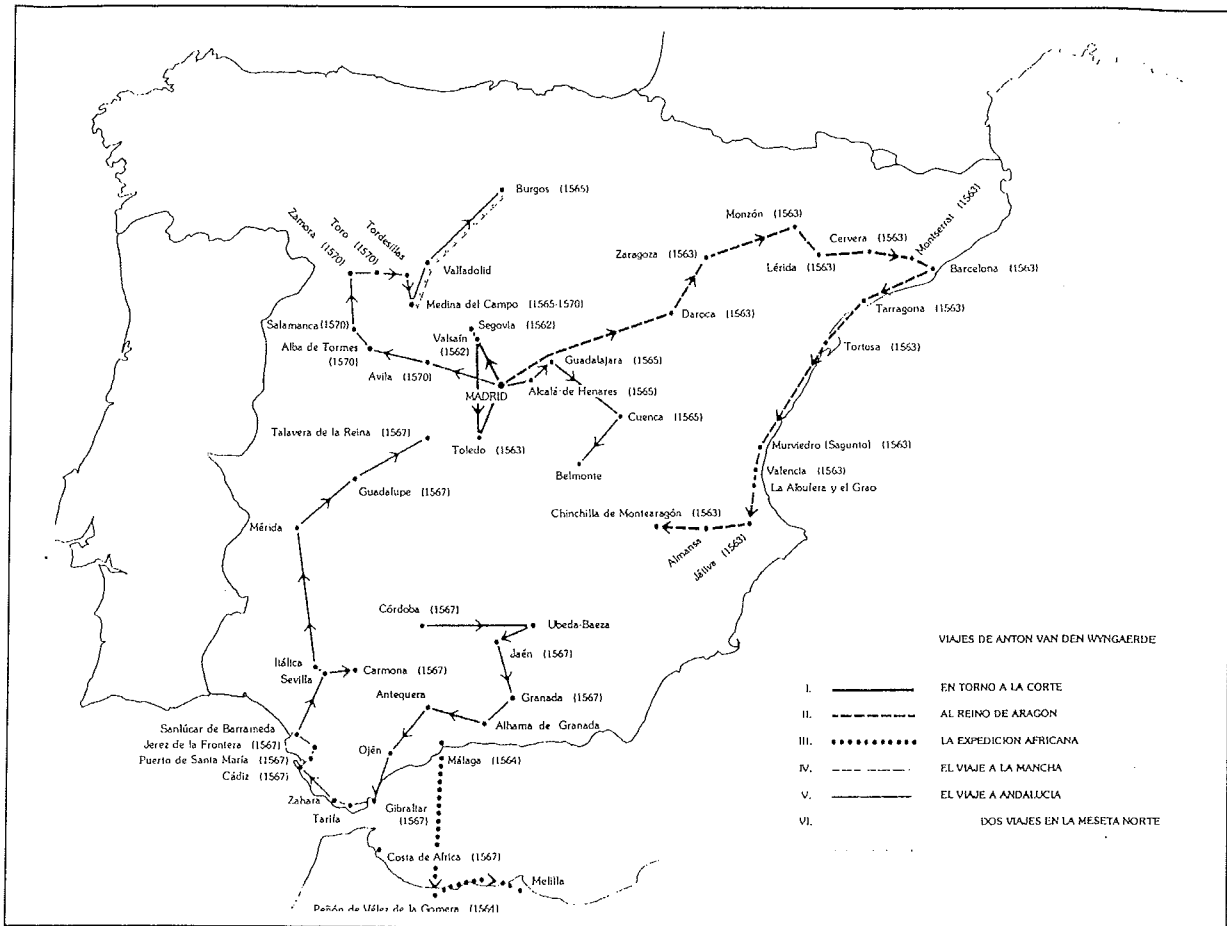 Burgos (1565)
Zamora
(1570)
Toro
(1570)
Tordesillas
Valladolid
Medina del Campo (1565-1570)
Monzón (1563)
Cervera (1563)
Montserrat (1563)
Zaragoza (1563)
Lérida (1563)
Barcelona (1563)
Tarragona (1563)
Daroca (1563)
Tortosa (1563)
Salamanca (1570)
Segovia (1562)
Valsaín
(1562)
Alba de Tormes
(1570)
Avila (1570)
MADRID
Guadalajara (1565)
Alcalá de Henares (1565)
Cuenca (1565)
Talavera de la Reina (1567)
Toledo (1563)
Belmonte
Murviedro (Sagunto) (1563)
Valencia (1563)
La Albufera y el Grao
Guadalupe (1567)
Chinchilla de Montearagón (1563)
Almansa
Játiva (1563)
Mérida
Córdoba (1567)
Ubeda-Baeza
Jaén (1567)
Itálica
Sevilla
Carmona (1567)
Granada (1567)
Antequera
Alhama de Granada
Sanlúcar de Barrameda
Jerez de la Frontera (1567)
Puerto de Santa María (1567)
Cádiz (1567)
Ojén
Málaga (1564)
Zahara
Tarifa
Gibraltar
(1567)
Costa de Africa (1567)
Melilla
Peñón de Vélez de la Gomera (1564)
VIAJES DE ANTON VAN DEN WYNGAERDE
I. EN TORNO A LA CORTE
II. AL REINO DE ARAGON
III. LA EXPEDICION AFRICANA
IV. EL VIAJE A LA MANCHA
V. EL VIAJE A ANDALUCIA
VI. DOS VIAJES EN LA MESETA NORTE